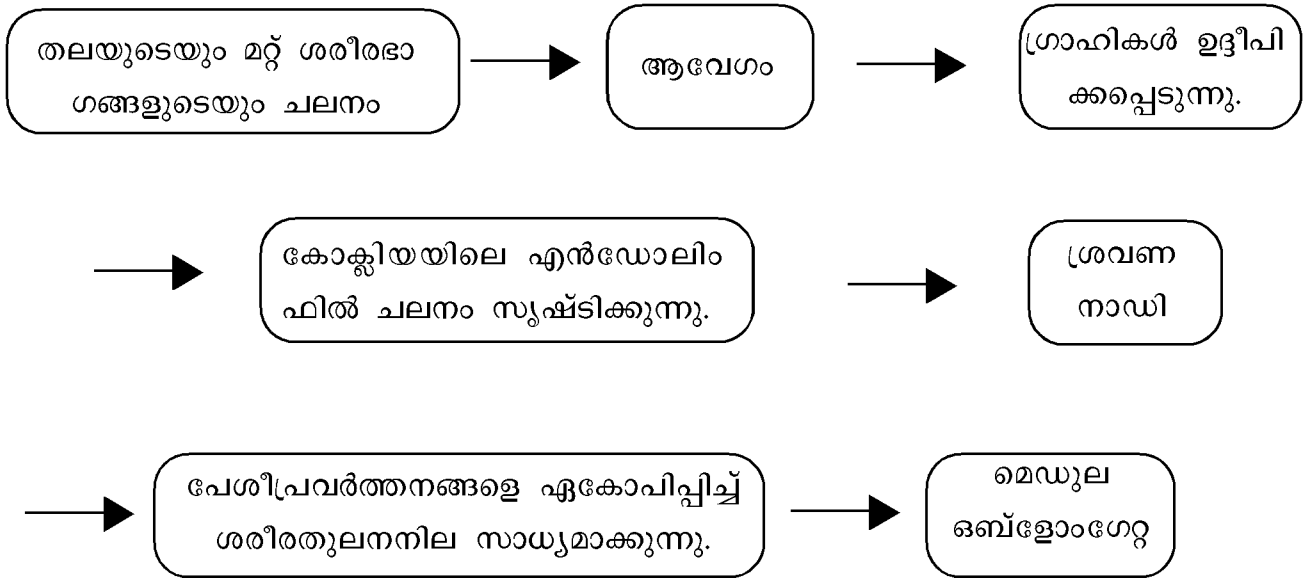 തലയുടെയും മറ്റ് ശരീരഭാ
ഗങ്ങളുടെയും ചലനം
ആവേഗം
ഗ്രാഹികൾ ഉദ്ദീപി
ക്കപ്പെടുന്നു.
കോക്ലിയയിലെ എൻഡോലിം
ഫിൽ ചലനം സൃഷ്ടിക്കുന്നു.
ശ്രവണ
നാഡി
പേശീപ്രവർത്തനങ്ങളെ ഏകോപിപ്പിച്ച്
ശരീരതുലനനില സാധ്യമാക്കുന്നു.
മെഡുല
ഒബ്ളോംഗേറ്റ